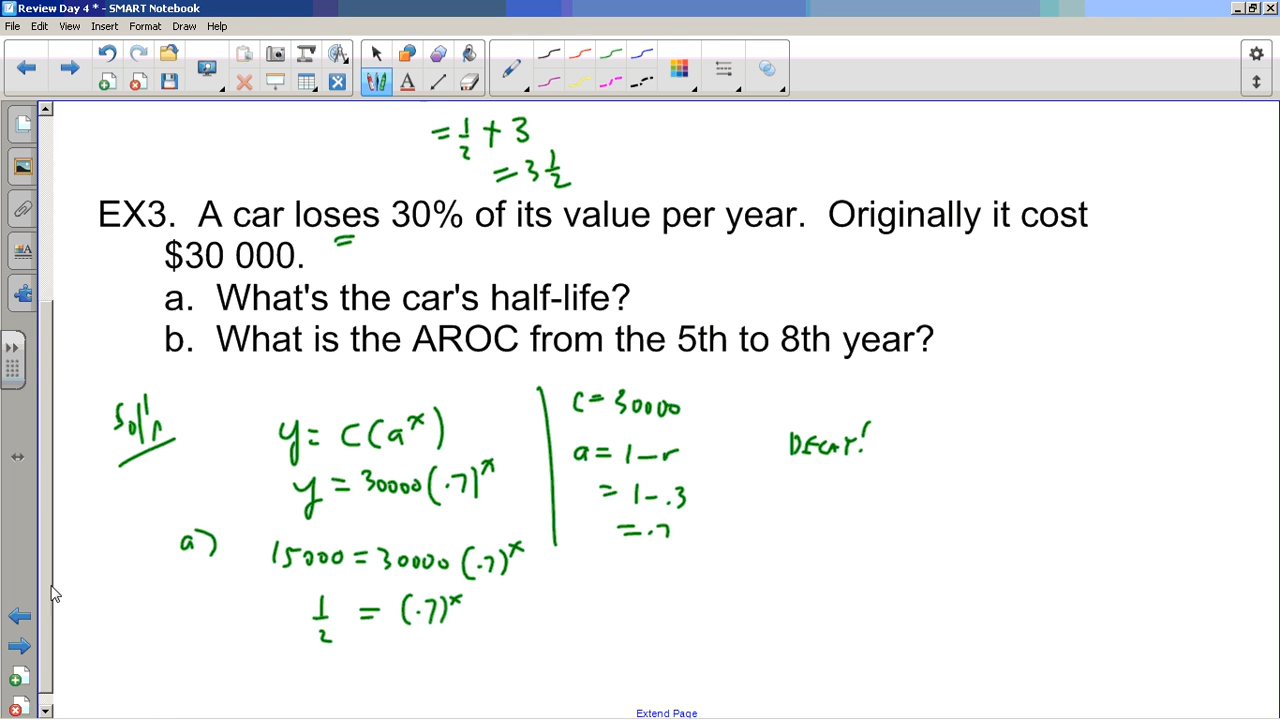 Review Day 4 * - SMART Notebook
File Edit View Insert Format Draw Help
= 1/2 + 3
= 3 1/2
EX3. A car loses 30% of its value per year. Originally it cost
$30 000.
a. What's the car's half-life?
b. What is the AROC from the 5th to 8th year?
Sol'n
y = C(a^x)
y = 30000(.7)^x
c = 30000
a = 1-r
= 1-.3
= .7
DECAY!
a) 15000 = 30000(.7)^x
1/2 = (.7)^x
Extend Page